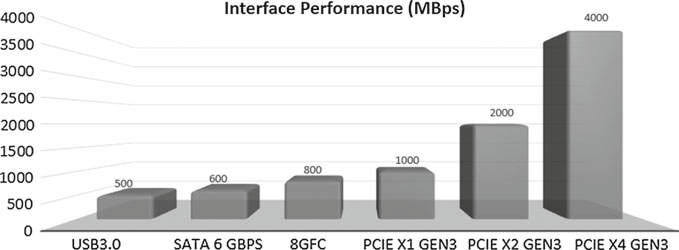 Interface Performance (MBps)
4000
3500
3000
2500
2000
1500
1000
500
0
500
600
800
1000
2000
4000
USB3.0
SATA 6 GBPS
8GFC
PCIE X1 GEN3
PCIE X2 GEN3
PCIE X4 GEN3